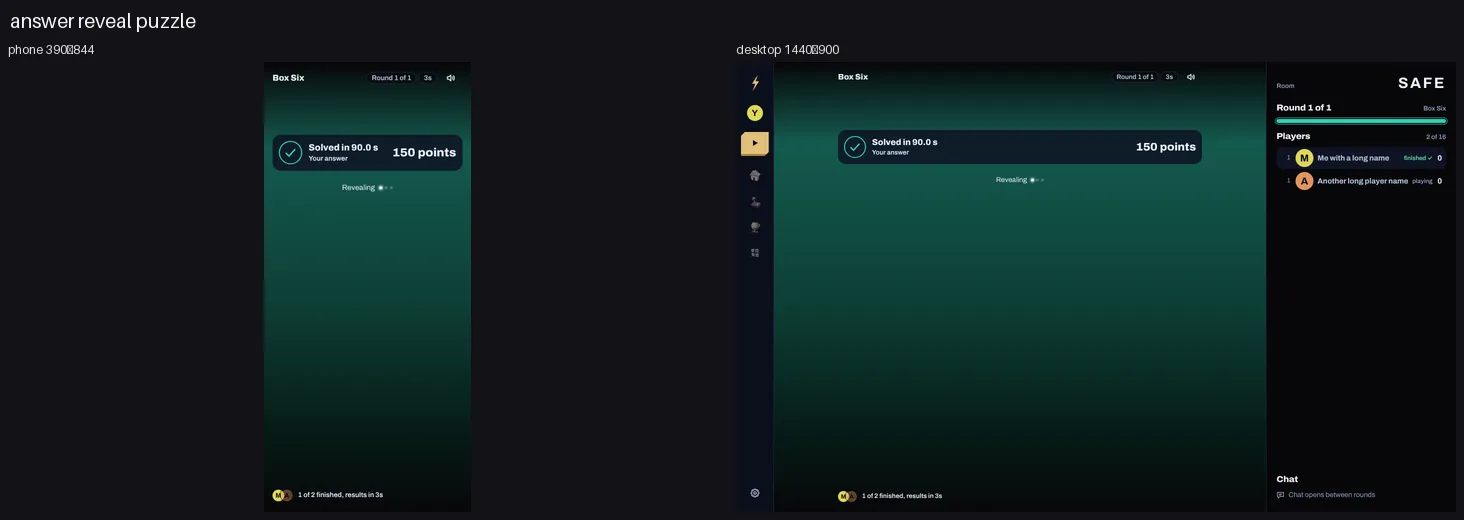 answer reveal puzzle
phone 390▯844
Box Six
Round 1 of 1
3s
Solved in 90.0 s
Your answer
150 points
Revealing
M A
1 of 2 finished, results in 3s
desktop 1440▯900
Y
Box Six
Round 1 of 1
3s
Solved in 90.0 s
Your answer
150 points
Revealing
M A
1 of 2 finished, results in 3s
Room
SAFE
Round 1 of 1
Box Six
Players
2 of 16
1 M Me with a long name finished ✓ 0
1 A Another long player name playing 0
Chat
Chat opens between rounds